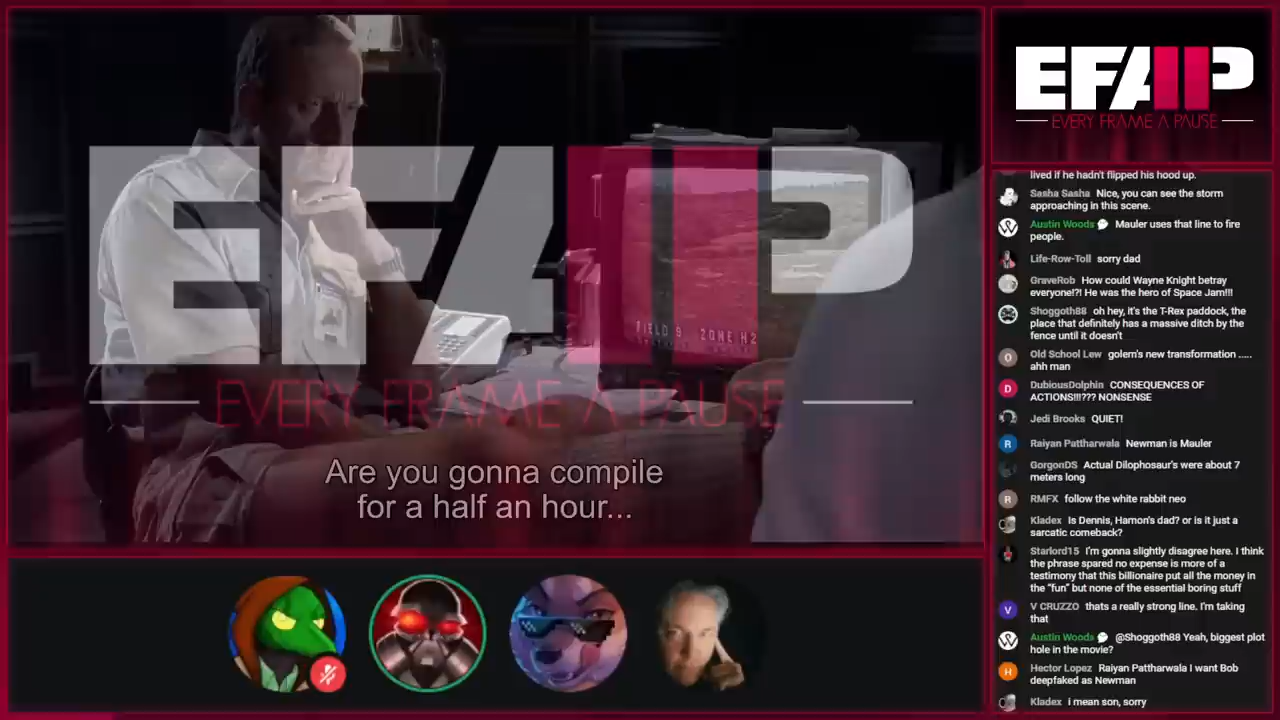 EFAP
EVERY FRAME A PAUSE
FIELD 9 ZONE H2
Are you gonna compile
for a half an hour...
EFAP
EVERY FRAME A PAUSE
lived if he hadn't flipped his hood up.
Sasha Sasha Nice, you can see the storm
approaching in this scene.
Austin Woods Mauler uses that line to fire
people.
Life-Row-Toll sorry dad
GraveRob How could Wayne Knight betray
everyone!?! He was the hero of Space Jam!!!
Shoggoth88 oh hey, it's the T-Rex paddock, the
place that definitely has a massive ditch by the
fence until it doesn't
Old School Lew golem's new transformation .....
ahh man
DubiousDolphin CONSEQUENCES OF
ACTIONS!!!??? NONSENSE
Jedi Brooks QUIET!
Raiyan Pattharwala Newman is Mauler
GorgonDS Actual Dilophosaur's were about 7
meters long
RMFX follow the white rabbit neo
Kladex Is Dennis, Hamon's dad? or is it just a
sarcatic comeback?
Starlord15 I'm gonna slightly disagree here. I think
the phrase spared no expense is more of a
testimony that this billionaire put all the money in
the "fun" but none of the essential boring stuff
V CRUZZO thats a really strong line. I'm taking
that
Austin Woods @Shoggoth88 Yeah, biggest plot
hole in the movie?
Hector Lopez Raiyan Pattharwala I want Bob
deepfaked as Newman
Kladex i mean son, sorry